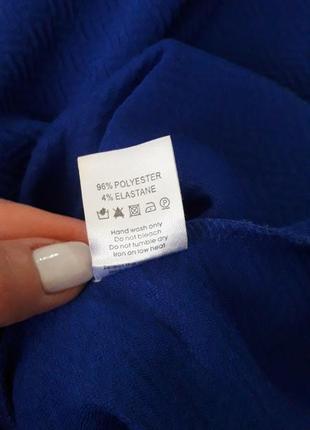 96% POLYESTER
4% ELASTANE
Hand wash only
Do not bleach
Do not tumble dry
Iron on low heat